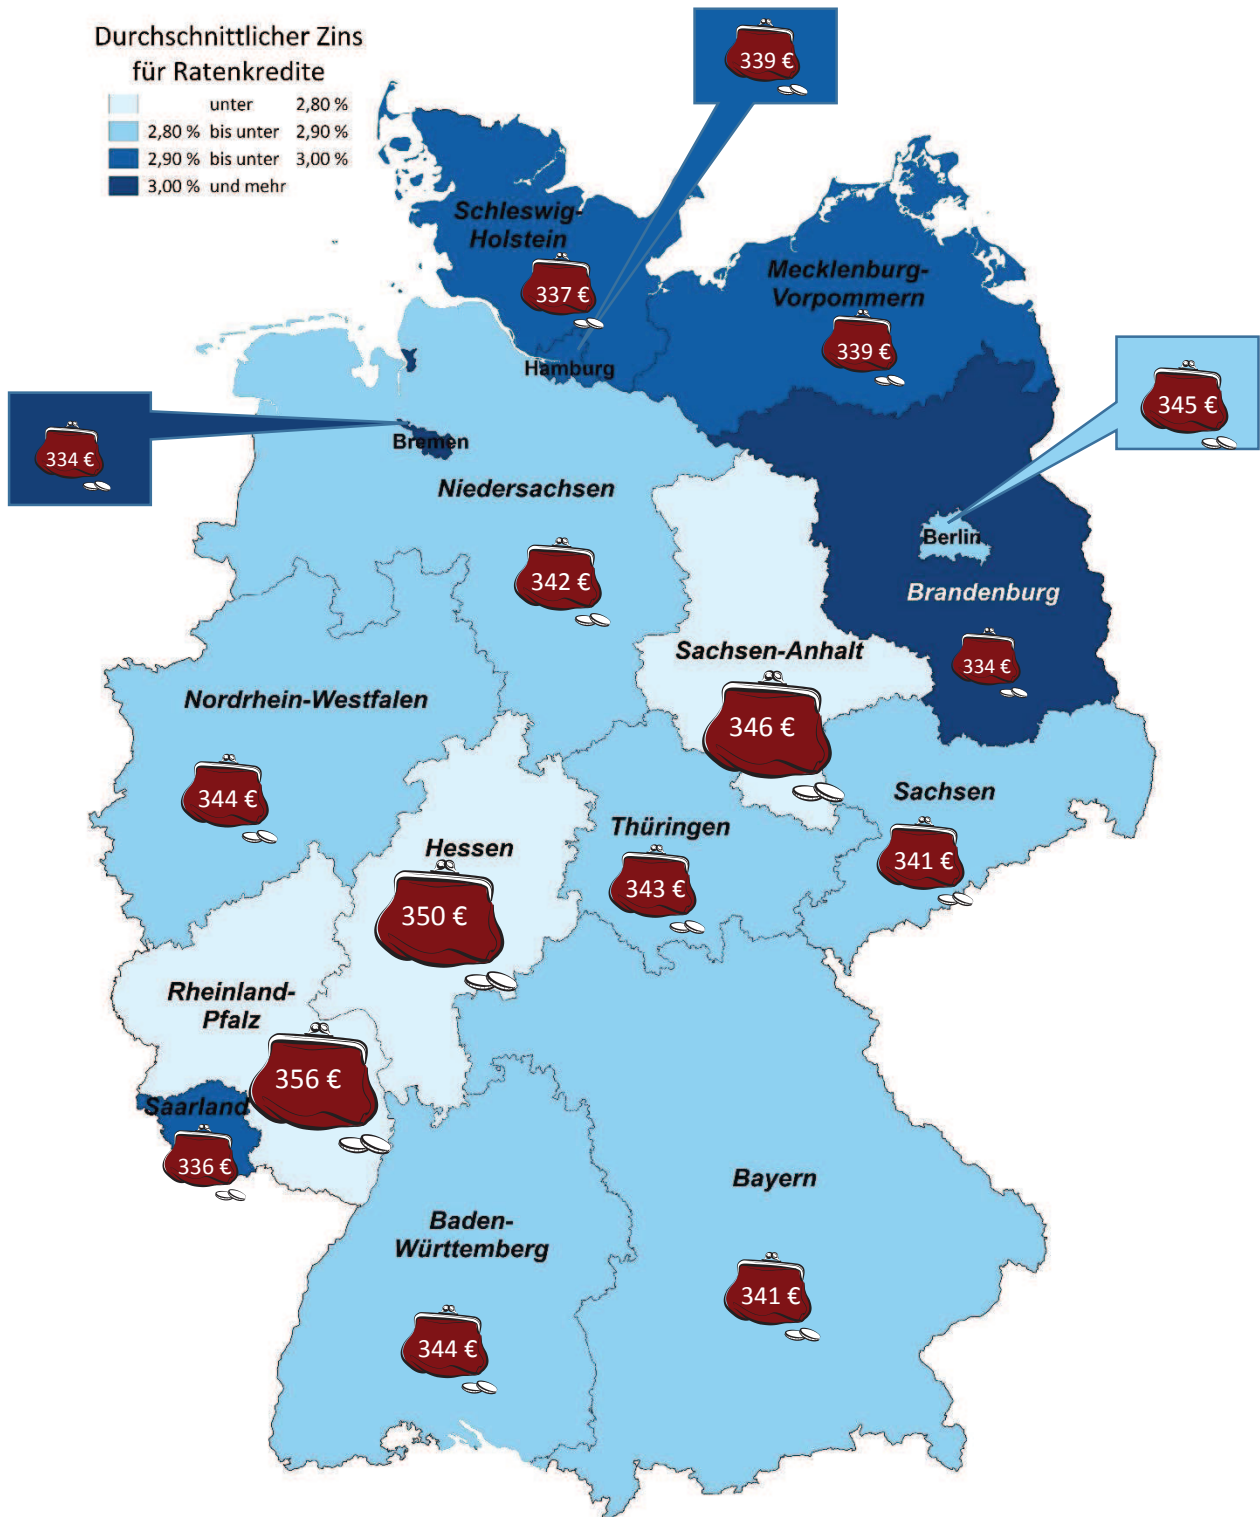 Durchschnittlicher Zins
für Ratenkredite
unter 2,80 %
2,80 % bis unter 2,90 %
2,90 % bis unter 3,00 %
3,00 % und mehr
339 €
Schleswig-
Holstein
337 €
Mecklenburg-
Vorpommern
339 €
Hamburg
345 €
334 €
Bremen
Niedersachsen
342 €
Berlin
Brandenburg
334 €
Sachsen-Anhalt
346 €
Nordrhein-Westfalen
344 €
Sachsen
341 €
Thüringen
343 €
Hessen
350 €
Rheinland-
Pfalz
356 €
Saarland
336 €
Bayern
341 €
Baden-
Württemberg
344 €